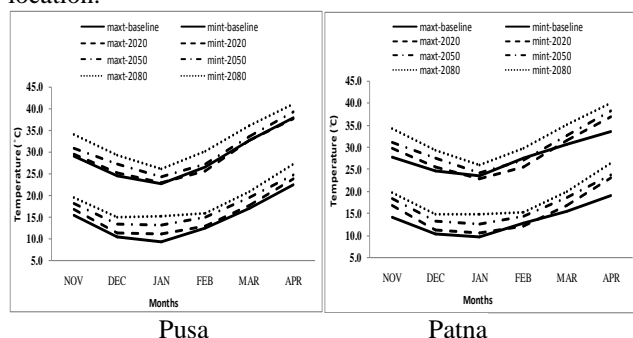 location.
maxt-baseline mint-baseline
maxt-2020 mint-2020
maxt-2050 mint-2050
maxt-2080 mint-2080
45.0
40.0
35.0
30.0
25.0
20.0
15.0
10.0
5.0
Temperature (°C)
NOV DEC JAN FEB MAR APR
Months
Pusa
maxt-baseline mint-baseline
maxt-2020 mint-2020
maxt-2050 mint-2050
maxt-2080 mint-2080
45.0
40.0
35.0
30.0
25.0
20.0
15.0
10.0
5.0
Temperature (°C)
NOV DEC JAN FEB MAR APR
Months
Patna